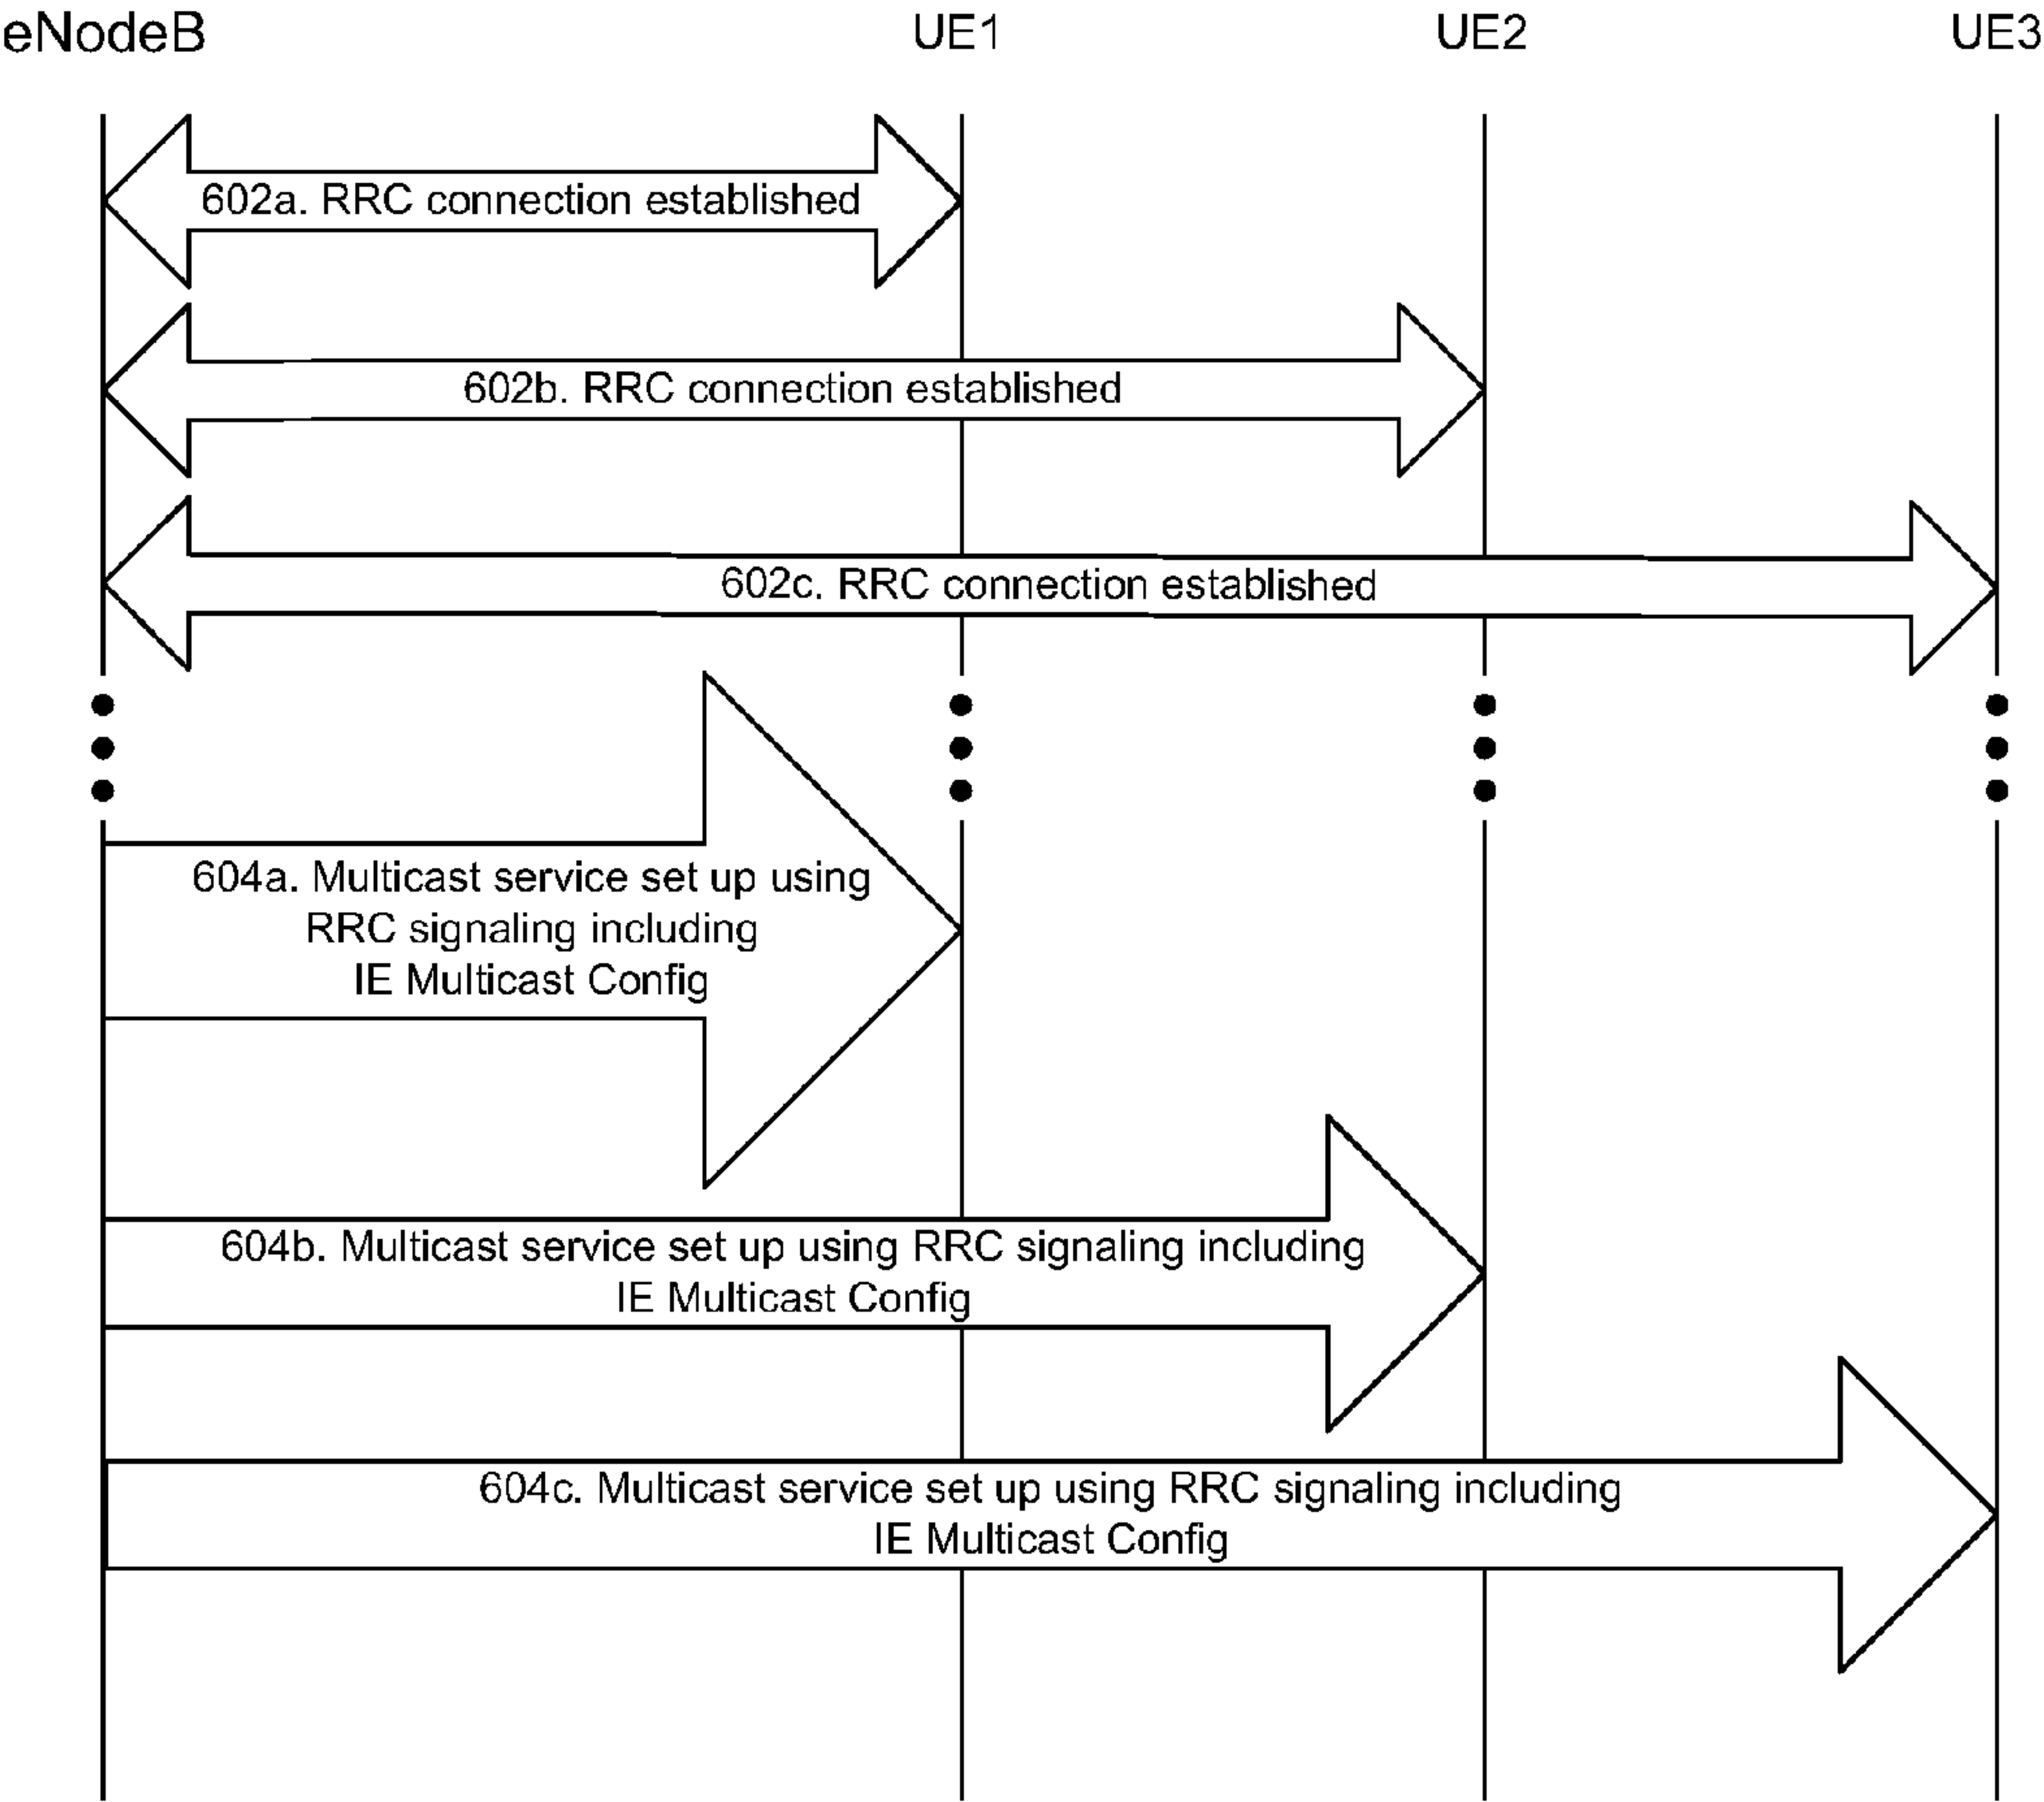 eNodeB UE1 UE2 UE3
602a. RRC connection established
602b. RRC connection established
602c. RRC connection established
604a. Multicast service set up using
RRC signaling including
IE Multicast Config
604b. Multicast service set up using RRC signaling including
IE Multicast Config
604c. Multicast service set up using RRC signaling including
IE Multicast Config